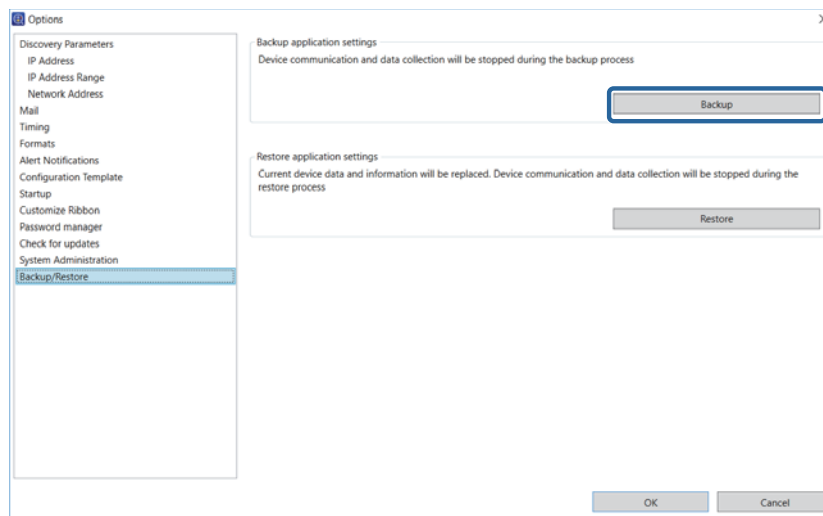 Options
Discovery Parameters
IP Address
IP Address Range
Network Address
Mail
Timing
Formats
Alert Notifications
Configuration Template
Startup
Customize Ribbon
Password manager
Check for updates
System Administration
Backup/Restore
Backup application settings
Device communication and data collection will be stopped during the backup process
Backup
Restore application settings
Current device data and information will be replaced. Device communication and data collection will be stopped during the
restore process
Restore
OK
Cancel